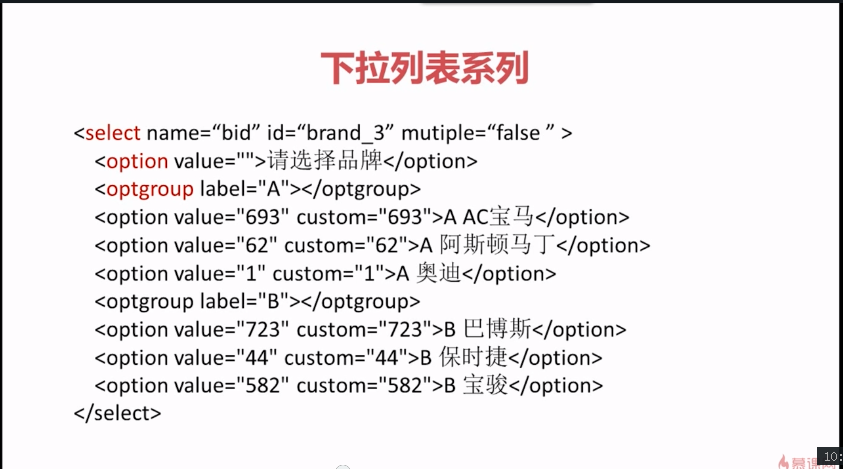 下拉列表系列
<select name=“bid” id=“brand_3” mutiple=“false ” >
<option value="">请选择品牌</option>
<optgroup label="A"></optgroup>
<option value="693" custom="693">A AC宝马</option>
<option value="62" custom="62">A 阿斯顿马丁</option>
<option value="1" custom="1">A 奥迪</option>
<optgroup label="B"></optgroup>
<option value="723" custom="723">B 巴博斯</option>
<option value="44" custom="44">B 保时捷</option>
<option value="582" custom="582">B 宝骏</option>
</select>
10: